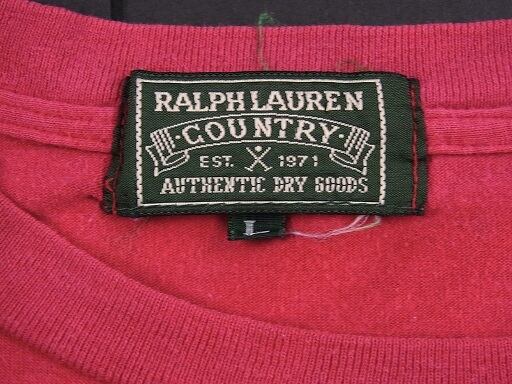 RALPH LAUREN
COUNTRY
EST. 1971
AUTHENTIC DRY GOODS
L